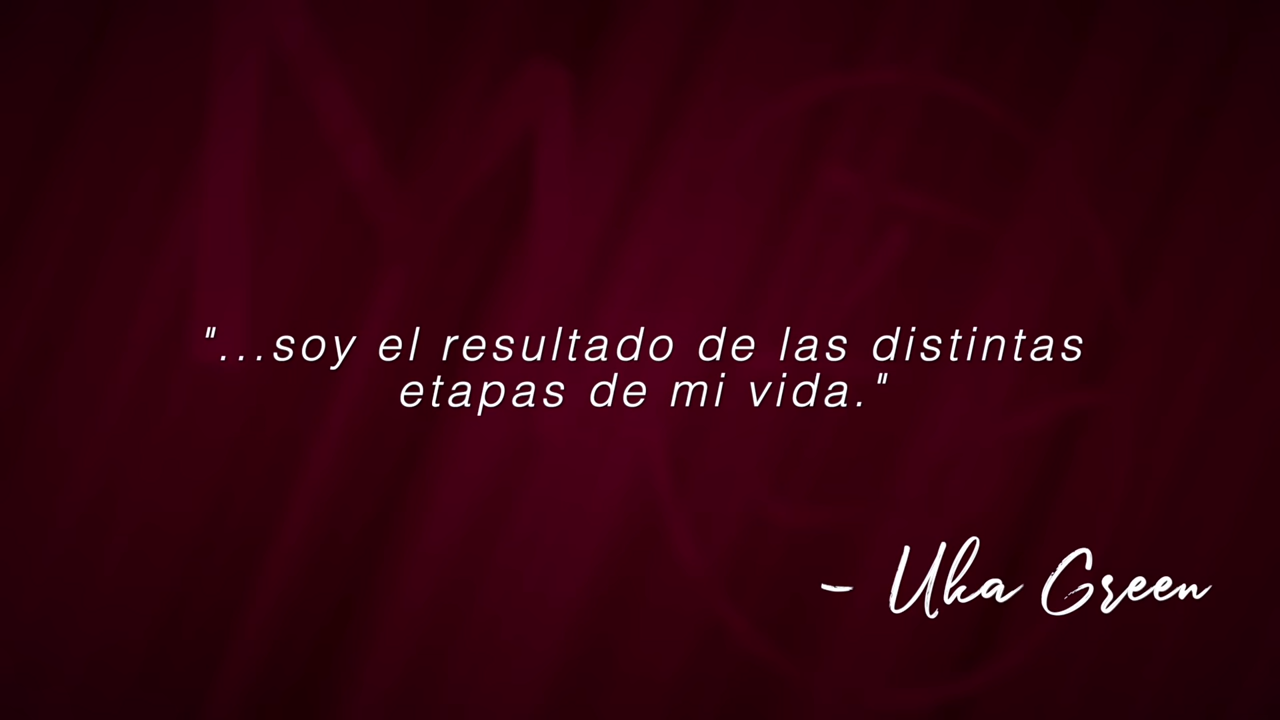 "...soy el resultado de las distintas
etapas de mi vida."
- Uka Green